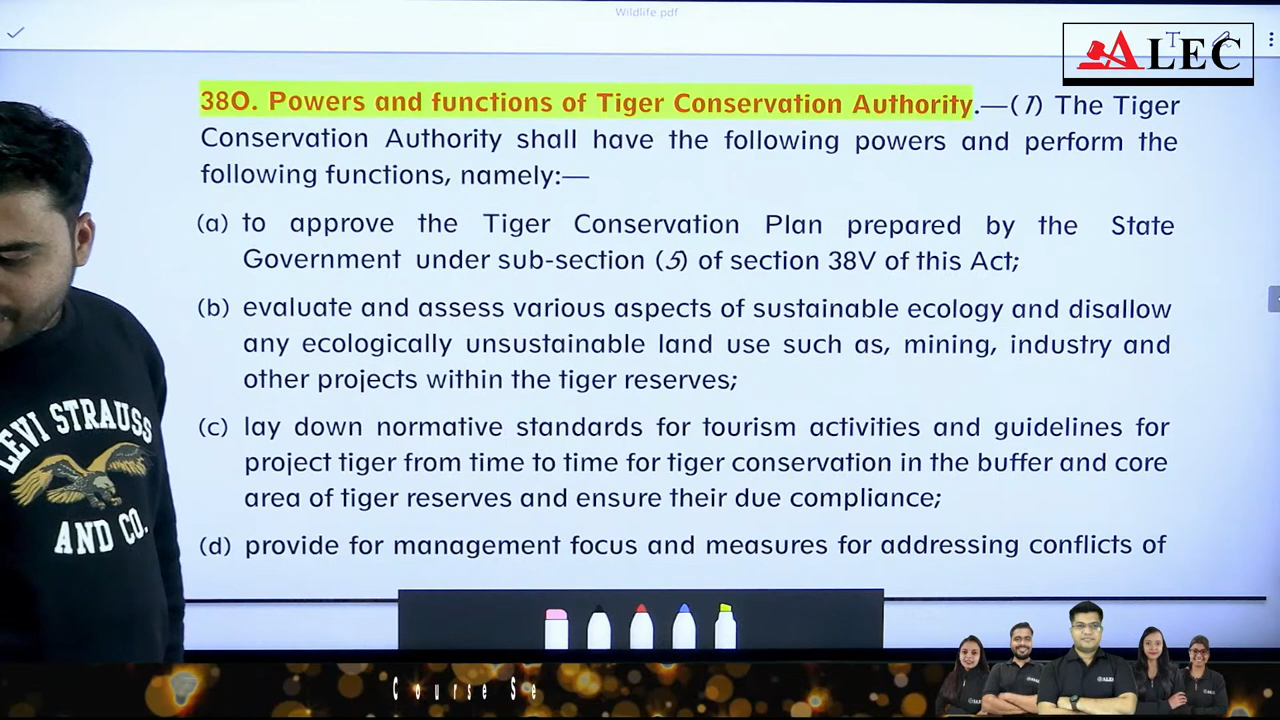 Wildlife.pdf
ALEC
38O. Powers and functions of Tiger Conservation Authority.—(1) The Tiger
Conservation Authority shall have the following powers and perform the
following functions, namely:—
(a) to approve the Tiger Conservation Plan prepared by the State
Government under sub-section (5) of section 38V of this Act;
(b) evaluate and assess various aspects of sustainable ecology and disallow
any ecologically unsustainable land use such as, mining, industry and
other projects within the tiger reserves;
(c) lay down normative standards for tourism activities and guidelines for
project tiger from time to time for tiger conservation in the buffer and core
area of tiger reserves and ensure their due compliance;
(d) provide for management focus and measures for addressing conflicts of
LEVI STRAUSS
AND CO.
Course Se